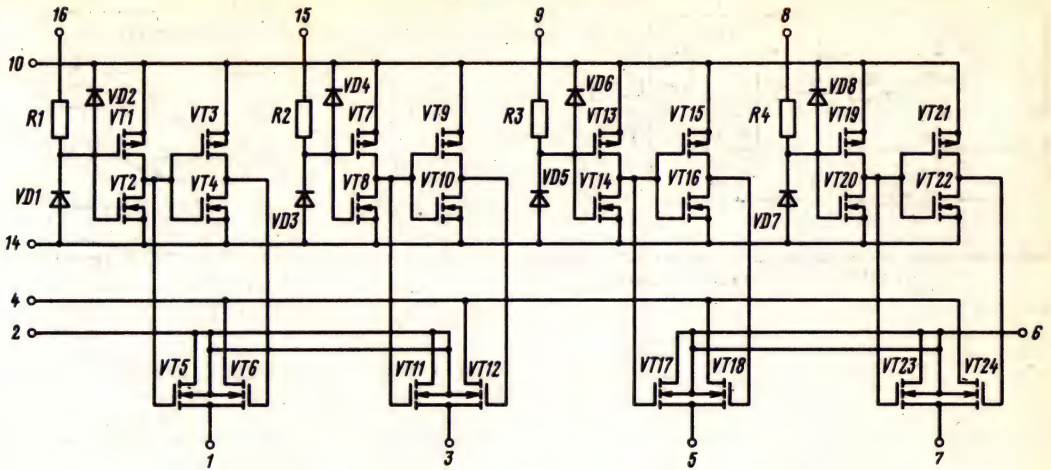 16 15 9 8
10
VD2 VD4 VD6 VD8
R1 VT1 VT3 R2 VT7 VT9 R3 VT13 VT15 R4 VT19 VT21
VD1 VT2 VT4 VD3 VT8 VT10 VD5 VT14 VT16 VD7 VT20 VT22
14
4
2 6
VT5 VT6 VT11 VT12 VT17 VT18 VT23 VT24
1 3 5 7